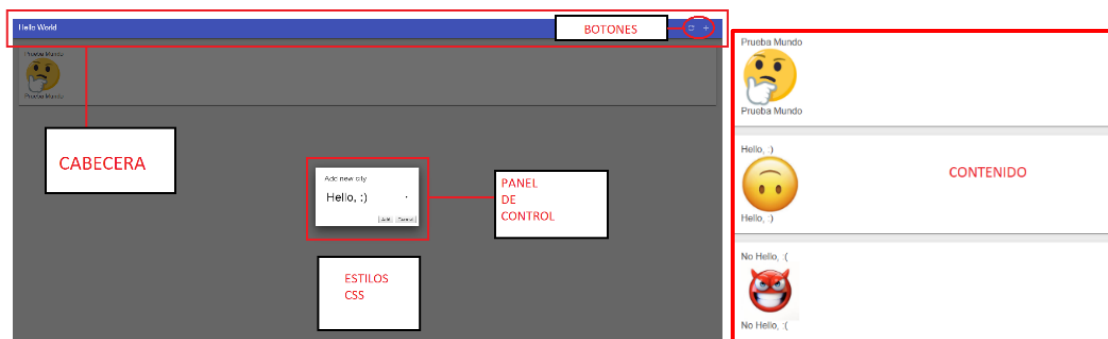 Hello World
BOTONES
Prueba Mundo
Prueba Mundo
CABECERA
Add new city
Hello, :)
Add
PANEL
DE
CONTROL
ESTILOS
CSS
Prueba Mundo
Prueba Mundo
Hello, :)
CONTENIDO
Hello, :)
No Hello, :(
No Hello, :(